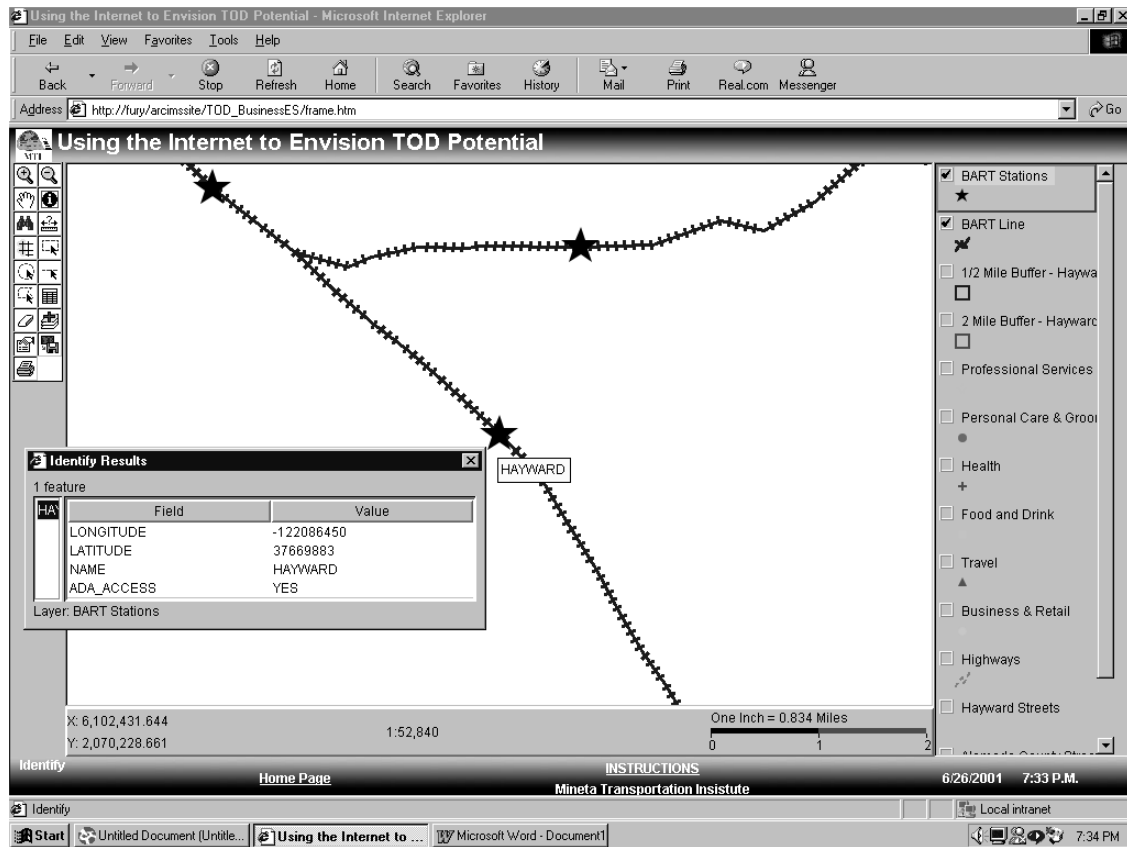 Using the Internet to Envision TOD Potential - Microsoft Internet Explorer
File Edit View Favorites Tools Help
Back Forward Stop Refresh Home Search Favorites History Mail Print Real.com Messenger
Address http://fury/arcimssite/TOD_BusinessES/frame.htm Go
MTI Using the Internet to Envision TOD Potential
BART Stations
BART Line
1/2 Mile Buffer - Haywa
2 Mile Buffer - Hayward
Professional Services
Personal Care & Groo
Health
Food and Drink
Travel
Business & Retail
Highways
Hayward Streets
HAYWARD
Identify Results
1 feature
HAY
Field Value
LONGITUDE -122086450
LATITUDE 37669883
NAME HAYWARD
ADA_ACCESS YES
Layer: BART Stations
X: 6,102,431.644
Y: 2,070,228.661
1:52,840
One Inch = 0.834 Miles
0 1 2
Identify
Home Page
INSTRUCTIONS
Mineta Transportation Insistute
6/26/2001 7:33 P.M.
Identify Local intranet
Start Untitled Document (Untitle... Using the Internet to ... Microsoft Word - Document1 7:34 PM